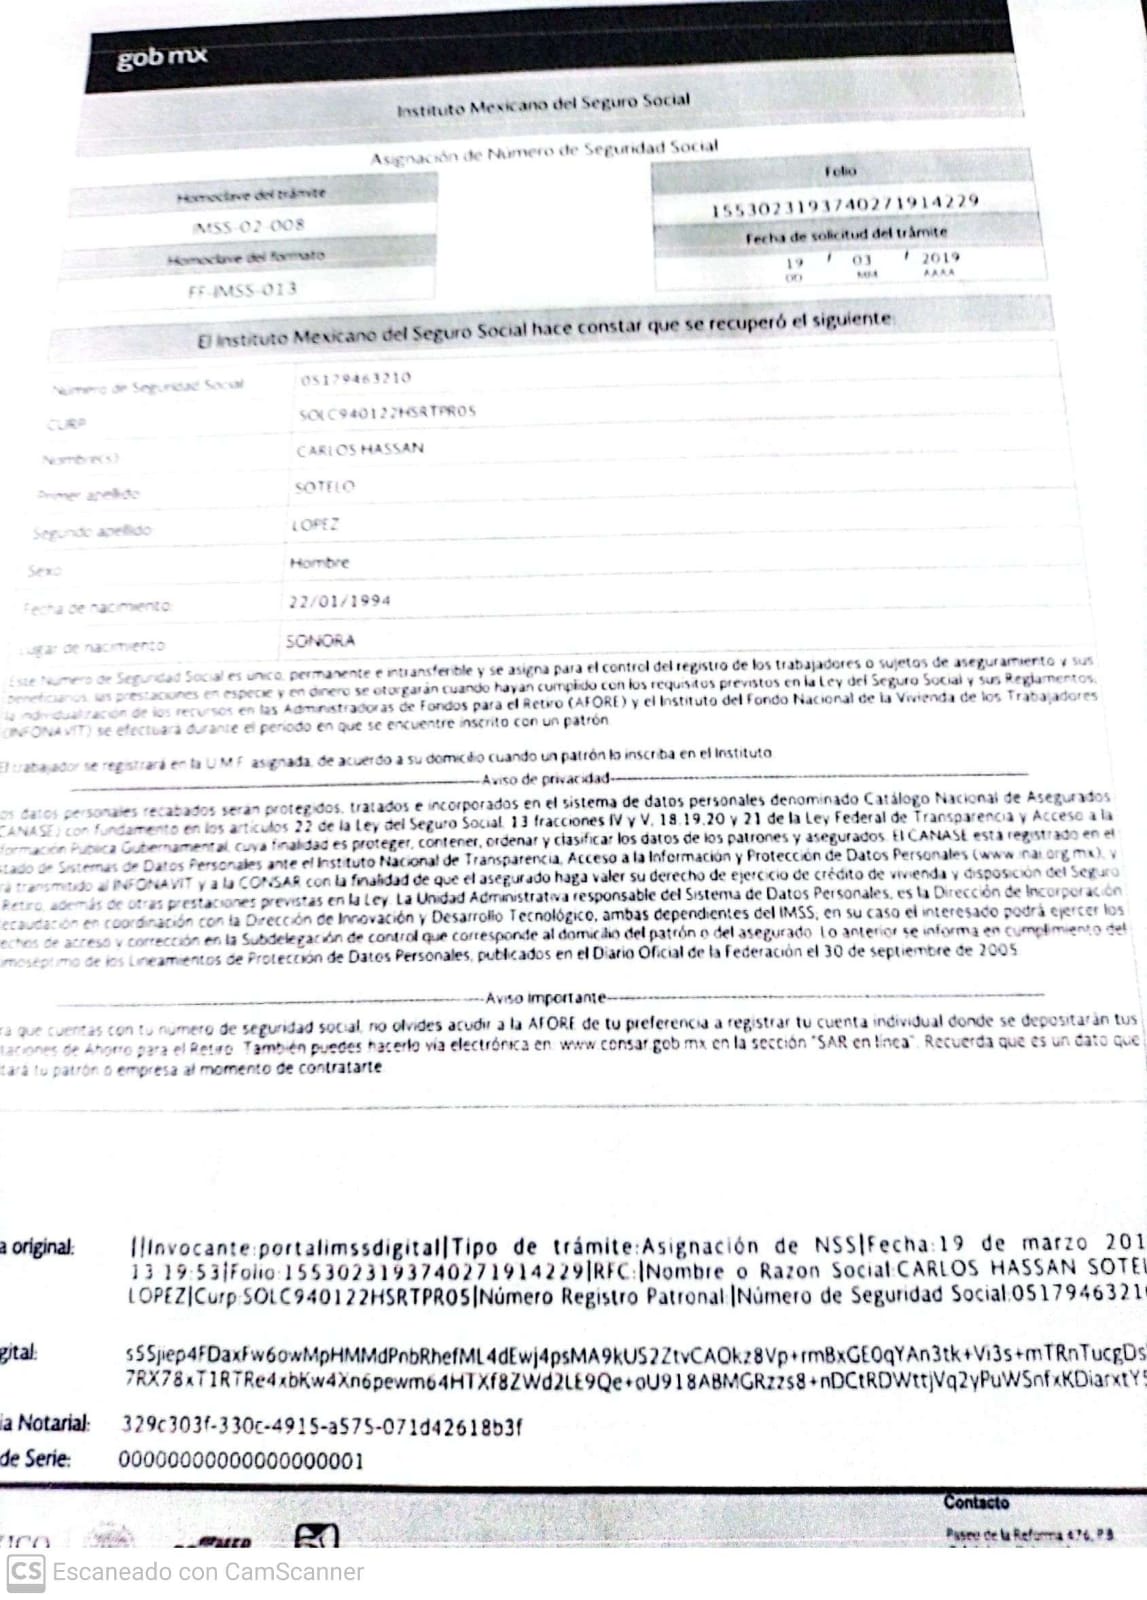 gob mx
Instituto Mexicano del Seguro Social
Asignación de Número de Seguridad Social
Homoclave del trámite
IMSS-02-008
Homoclave del formato
FF-IMSS-013
Folio
1553023193740271914229
Fecha de solicitud del trámite
19 / 03 / 2019
DD MM AAAA
El Instituto Mexicano del Seguro Social hace constar que se recuperó el siguiente:
Número de Seguridad Social 05179463210
CURP SOLC940122HSRTPR05
Nombre(s) CARLOS HASSAN
Primer apellido SOTELO
Segundo apellido LOPEZ
Sexo Hombre
Fecha de nacimiento 22/01/1994
Lugar de nacimiento SONORA
Este Número de Seguridad Social es único, permanente e intransferible y se asigna para el control del registro de los trabajadores o sujetos de aseguramiento y sus
beneficiarios, las prestaciones en especie y en dinero se otorgarán cuando hayan cumplido con los requisitos previstos en la Ley del Seguro Social y sus Reglamentos,
la individualización de los recursos en las Administradoras de Fondos para el Retiro (AFORE) y el Instituto del Fondo Nacional de la Vivienda de los Trabajadores
(INFONAVIT) se efectuará durante el periodo en que se encuentre inscrito con un patrón
El trabajador se registrará en la U.M.F. asignada, de acuerdo a su domicilio cuando un patrón lo inscriba en el Instituto
Aviso de privacidad
os datos personales recabados serán protegidos, tratados e incorporados en el sistema de datos personales denominado Catálogo Nacional de Asegurados
CANASE) con fundamento en los artículos 22 de la Ley del Seguro Social, 13 fracciones IV y V, 18,19,20 y 21 de la Ley Federal de Transparencia y Acceso a la
formación Pública Gubernamental, cuya finalidad es proteger, contener, ordenar y clasificar los datos de los patrones y asegurados. El CANASE está registrado en el
tado de Sistemas de Datos Personales ante el Instituto Nacional de Transparencia, Acceso a la Información y Protección de Datos Personales (www.inai.org.mx), y
rá transmitido al INFONAVIT y a la CONSAR con la finalidad de que el asegurado haga valer su derecho de ejercicio de crédito de vivienda y disposición del Seguro
Retiro, además de otras prestaciones previstas en la Ley. La Unidad Administrativa responsable del Sistema de Datos Personales, es la Dirección de Incorporación
ecaudación en coordinación con la Dirección de Innovación y Desarrollo Tecnológico, ambas dependientes del IMSS, en su caso el interesado podrá ejercer los
echos de acceso y corrección en la Subdelegación de control que corresponde al domicilio del patrón o del asegurado. Lo anterior se informa en cumplimiento del
imoséptimo de los Lineamientos de Protección de Datos Personales, publicados en el Diario Oficial de la Federación el 30 de septiembre de 2005
Aviso Importante
ra que cuentas con tu número de seguridad social, no olvides acudir a la AFORE de tu preferencia a registrar tu cuenta individual donde se depositarán tus
taciones de Ahorro para el Retiro. También puedes hacerlo vía electrónica en: www.consar.gob.mx en la sección "SAR en línea". Recuerda que es un dato que
tará tu patrón o empresa al momento de contratarte
a original: ||Invocante:portalimssdigital|Tipo de trámite:Asignación de NSS|Fecha:19 de marzo 201
13:19:53|Folio:1553023193740271914229|RFC:|Nombre o Razon Social:CARLOS HASSAN SOTEL
LOPEZ|Curp:SOLC940122HSRTPR05|Número Registro Patronal:|Número de Seguridad Social:0517946321
gital: sSSjiep4FDaxFw6owMpHMMdPnbRhefML4dEwj4psMA9kUS2ZtvCAOkz8Vp+rmBxGE0qYAn3tk+Vi3s+mTRnTucgDs
7RX78xT1RTRe4xbKw4Xn6pewm64HTXf8ZWd2LE9Qe+oU918ABMGRzzs8+nDCtRDWttjVq2yPuWSnfxKDiarxtY5
ia Notarial: 329c303f-330c-4915-a575-071d42618b3f
de Serie: 00000000000000000001
Contacto
Paseo de la Reforma 476, P.B.
CS Escaneado con CamScanner